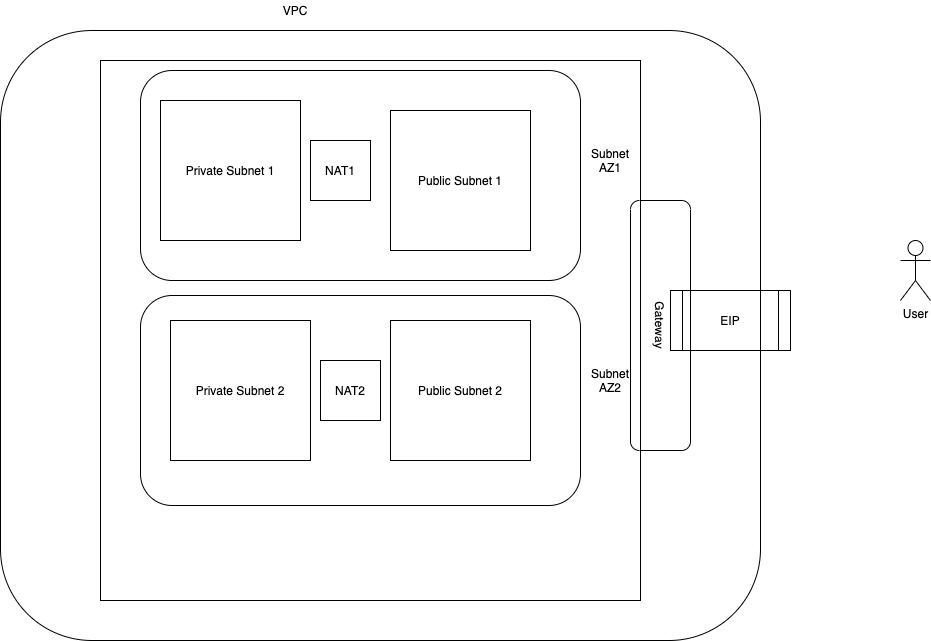 VPC
Private Subnet 1
NAT1
Public Subnet 1
Subnet
AZ1
Gateway
EIP
User
Private Subnet 2
NAT2
Public Subnet 2
Subnet
AZ2